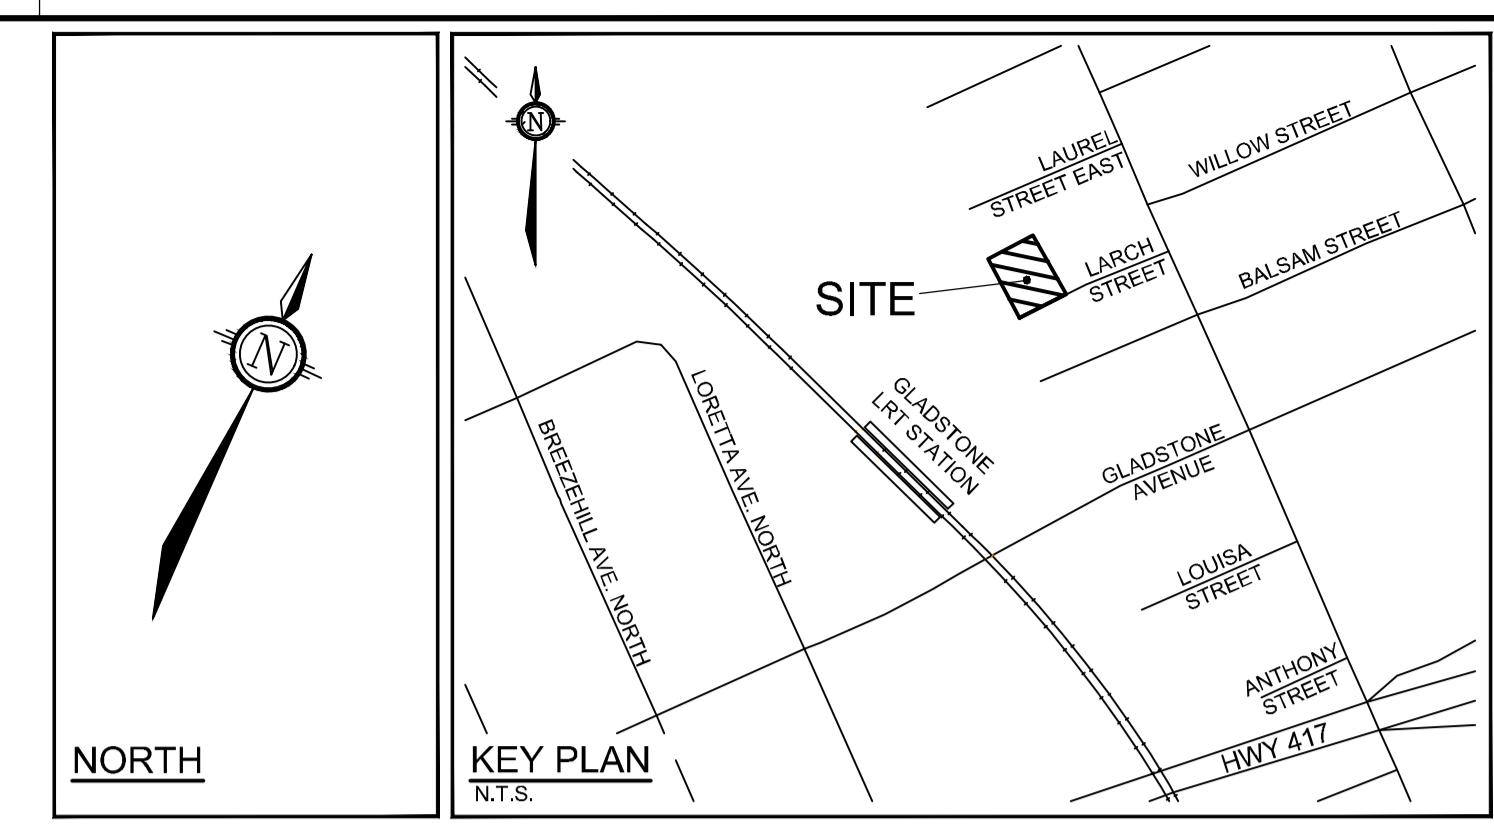 N
NORTH
N
LAUREL
STREET EAST
WILLOW STREET
LARCH
STREET
BALSAM STREET
SITE
GLADSTONE
LRT STATION
LORETTA AVE. NORTH
BREEZEHILL AVE. NORTH
GLADSTONE
AVENUE
LOUISA
STREET
ANTHONY
STREET
HWY 417
KEY PLAN
N.T.S.